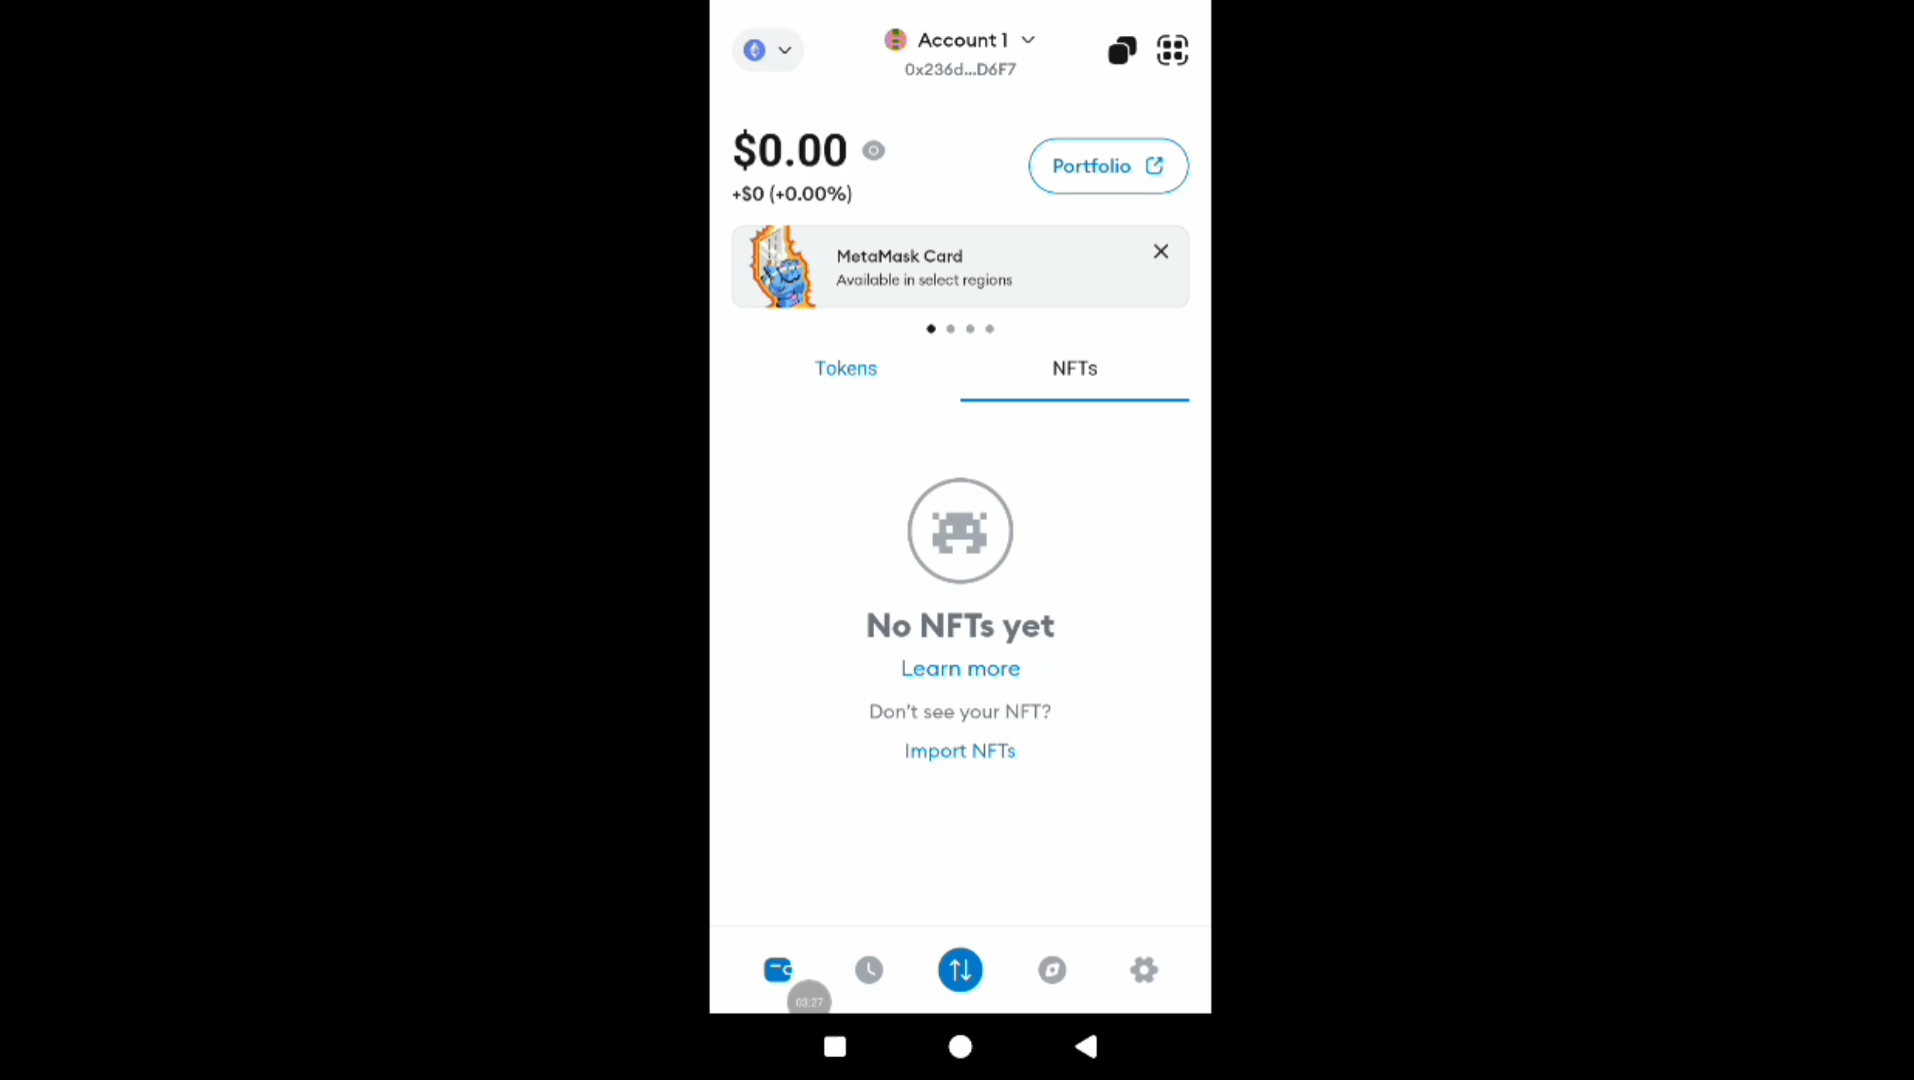 Account 1
0x236d...D6F7
$0.00
+$0 (+0.00%)
Portfolio
MetaMask Card
Available in select regions
Tokens
NFTs
No NFTs yet
Learn more
Don't see your NFT?
Import NFTs
03:27